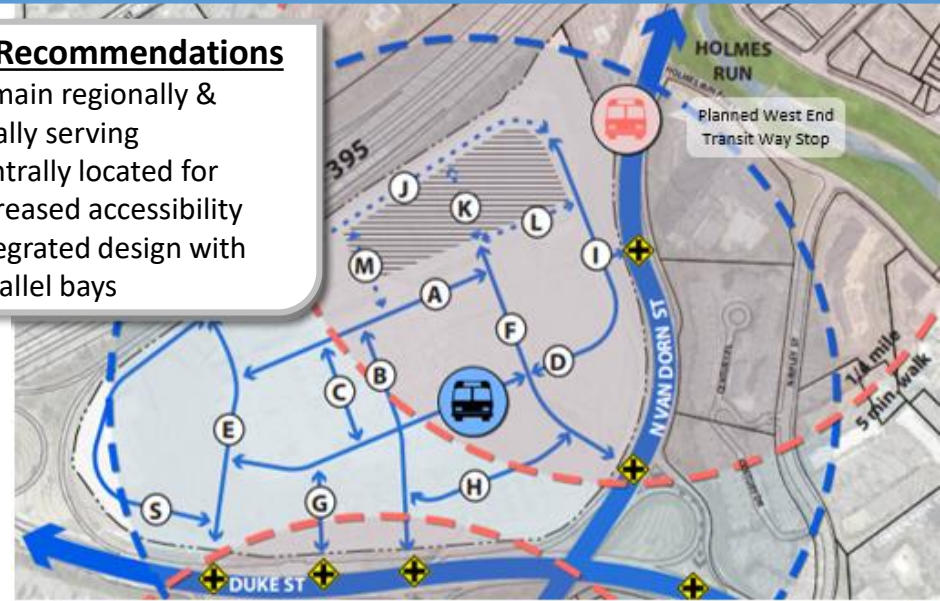 Recommendations
main regionally &
ally serving
ntrally located for
reased accessibility
egrated design with
allel bays
HOLMES
RUN
Planned West End
Transit Way Stop
395
J
K
L
M
I
A
F
B
D
C
N VAN DORN ST
1/4 mile
5 min. walk
E
H
G
S
DUKE ST